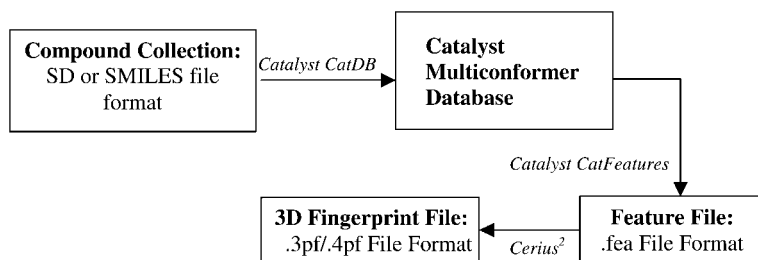 Compound Collection:
SD or SMILES file
format
Catalyst CatDB
Catalyst
Multiconformer
Database
Catalyst CatFeatures
Feature File:
.fea File Format
Cerius²
3D Fingerprint File:
.3pf/.4pf File Format